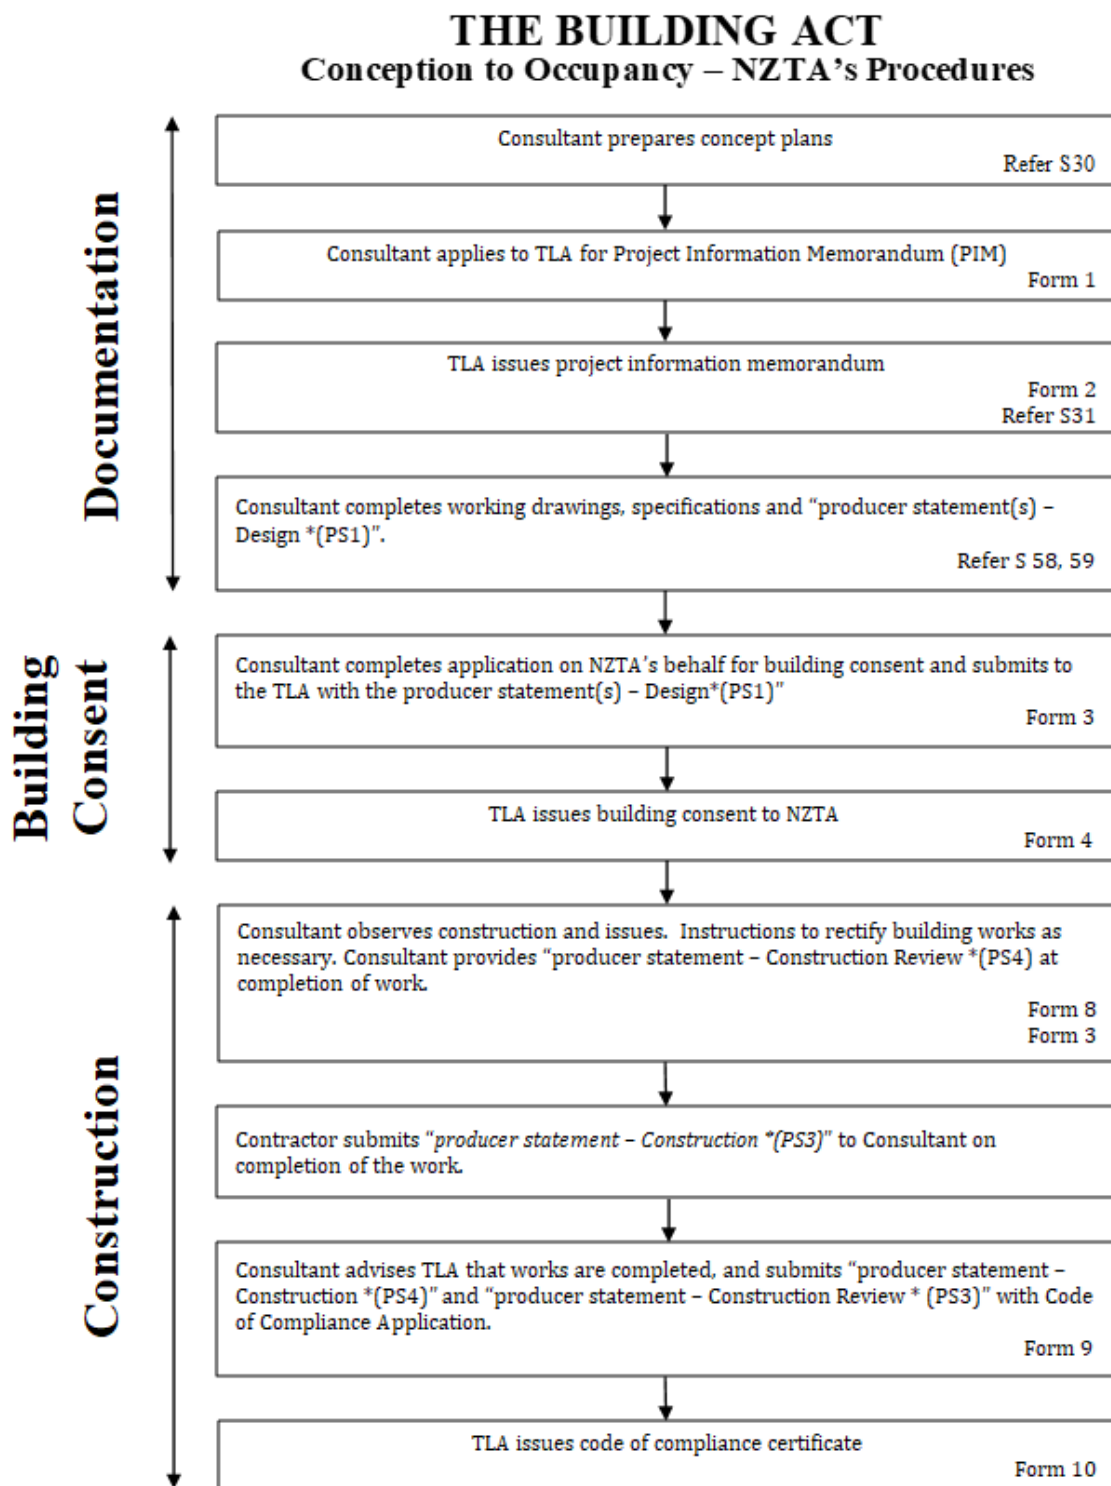 THE BUILDING ACT
Conception to Occupancy – NZTA's Procedures
Documentation
Consultant prepares concept plans
Refer S30
Consultant applies to TLA for Project Information Memorandum (PIM)
Form 1
TLA issues project information memorandum
Form 2
Refer S31
Consultant completes working drawings, specifications and “producer statement(s) –
Design *(PS1)”.
Refer S 58, 59
Building
Consent
Consultant completes application on NZTA’s behalf for building consent and submits to
the TLA with the producer statement(s) – Design*(PS1)”
Form 3
TLA issues building consent to NZTA
Form 4
Construction
Consultant observes construction and issues.  Instructions to rectify building works as
necessary. Consultant provides “producer statement – Construction Review *(PS4) at
completion of work.
Form 8
Form 3
Contractor submits “producer statement – Construction *(PS3)” to Consultant on
completion of the work.
Consultant advises TLA that works are completed, and submits “producer statement –
Construction *(PS4)” and “producer statement – Construction Review * (PS3)” with Code
of Compliance Application.
Form 9
TLA issues code of compliance certificate
Form 10